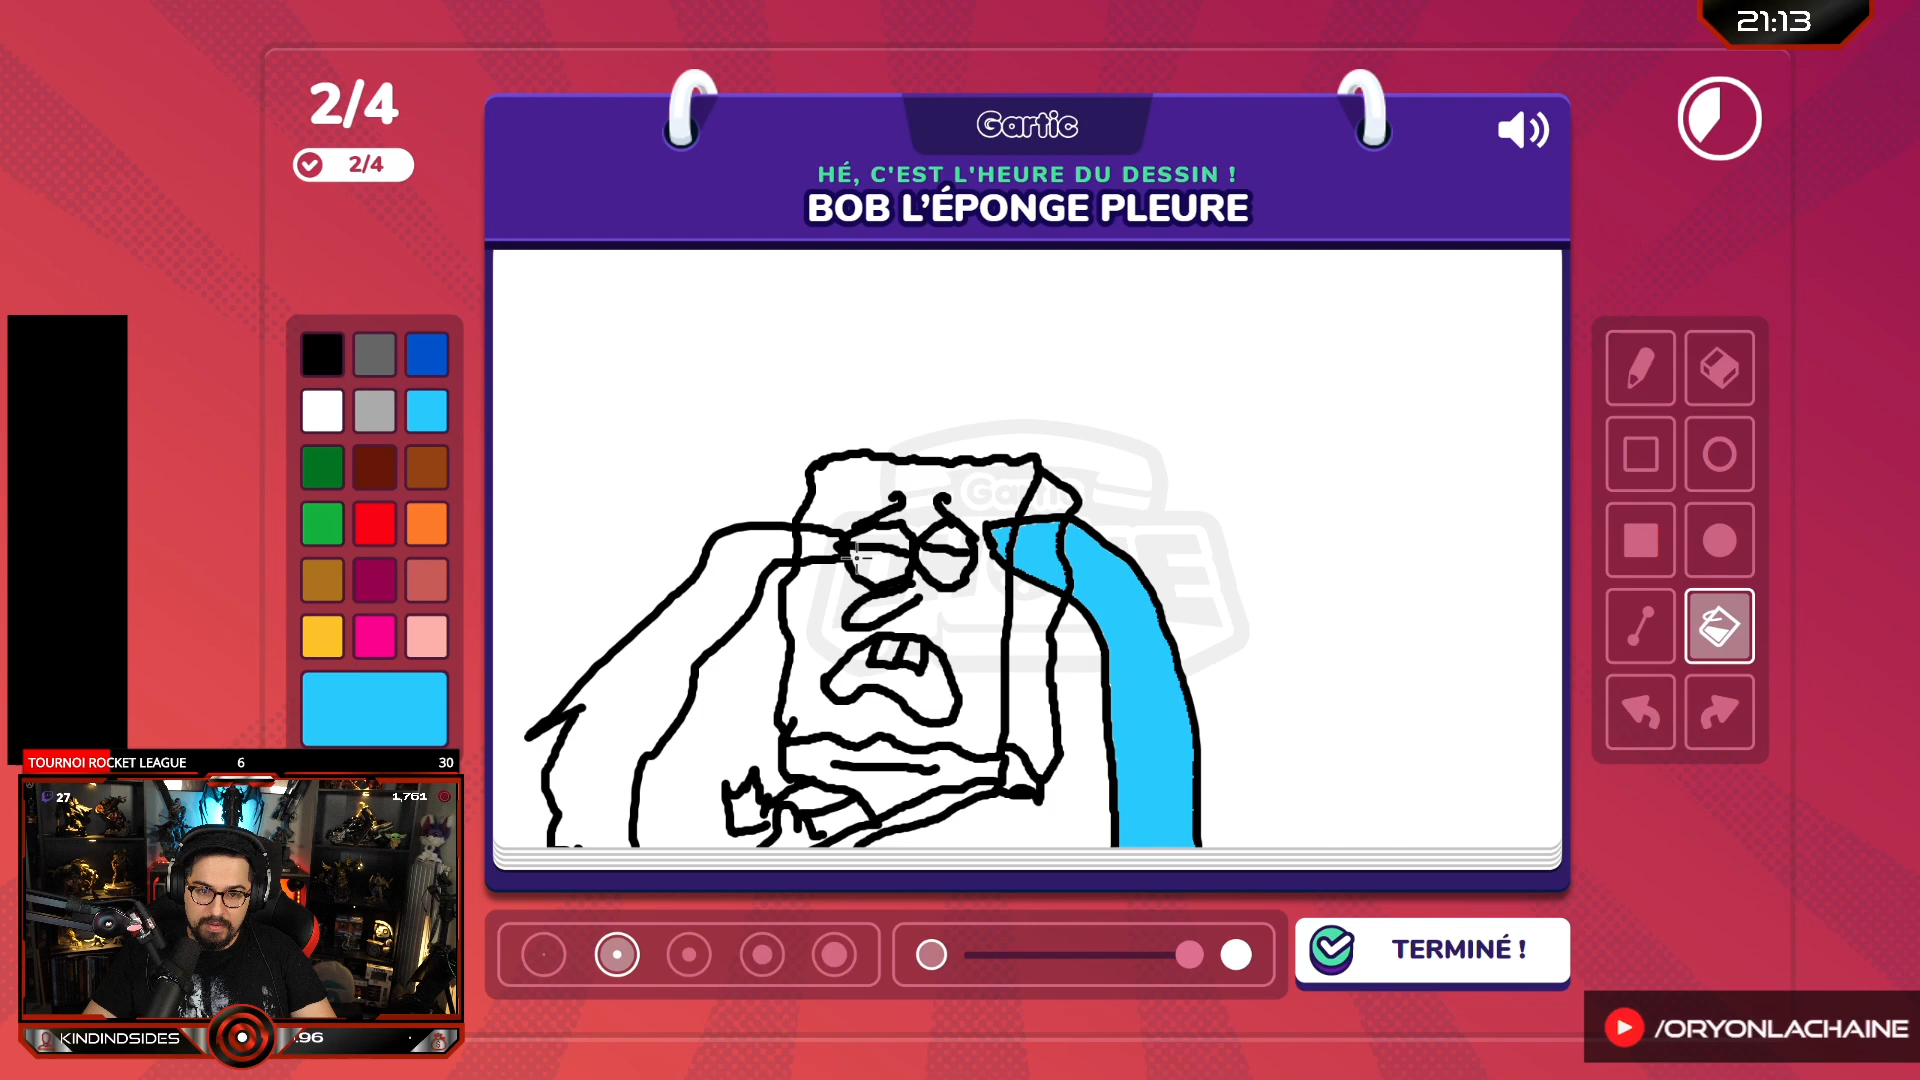 21:13
2/4
2/4
Gartic
HÉ, C'EST L'HEURE DU DESSIN !
BOB L'ÉPONGE PLEURE
TOURNOI ROCKET LEAGUE 6 30
27 1,761
KINDINDSIDES .96
TERMINÉ !
/ORYONLACHAINE